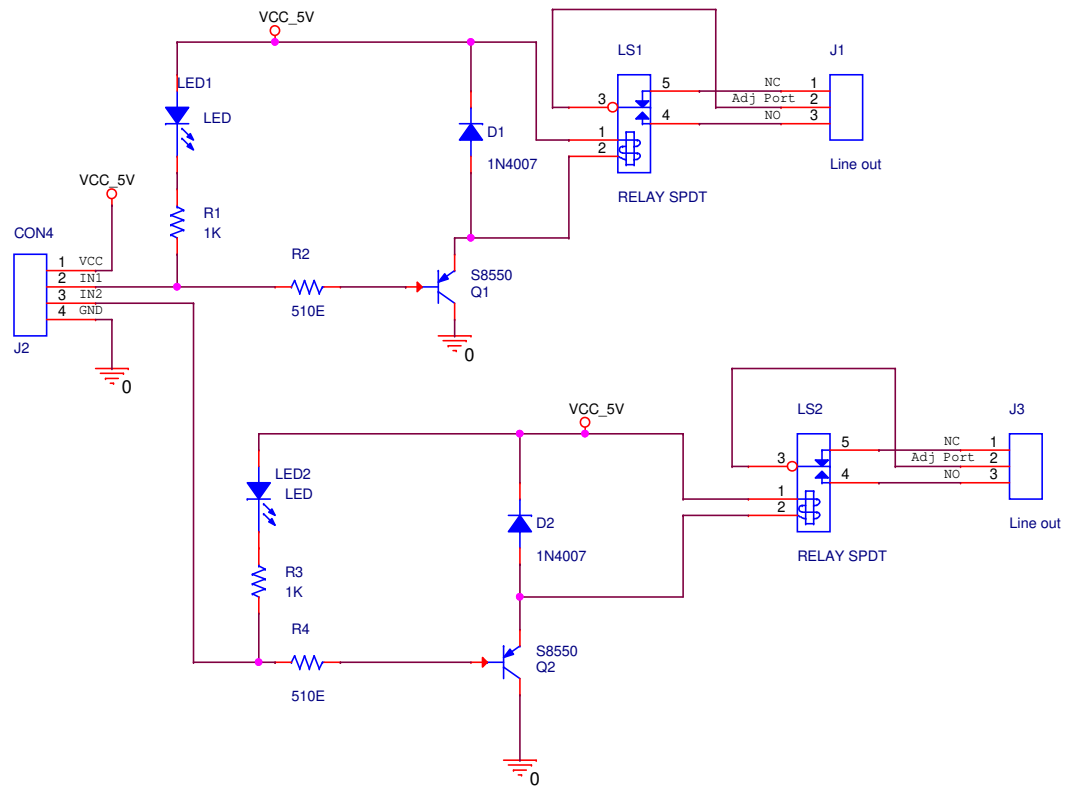 VCC_5V
LED1
LED
R1
1K
D1
1N4007
LS1
3
5
4
1
2
RELAY SPDT
J1
NC
1
Adj Port
2
NO
3
Line out
VCC_5V
CON4
1 VCC
2 IN1
3 IN2
4 GND
J2
0
R2
510E
S8550
Q1
0
VCC_5V
LED2
LED
R3
1K
R4
510E
D2
1N4007
S8550
Q2
0
LS2
3
5
4
1
2
RELAY SPDT
J3
NC
1
Adj Port
2
NO
3
Line out